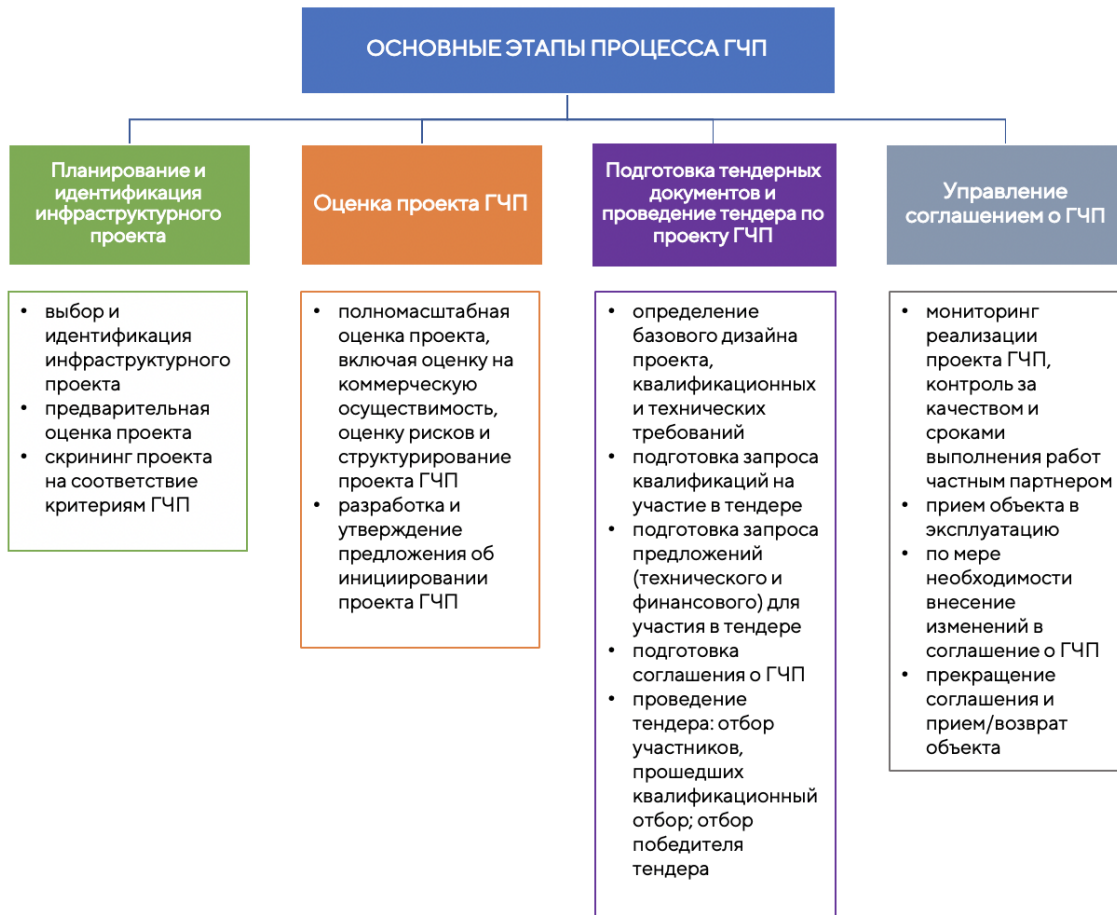 ОСНОВНЫЕ ЭТАПЫ ПРОЦЕССА ГЧП
Планирование и
идентификация
инфраструктурного
проекта
• выбор и
идентификация
инфраструктурного
проекта
• предварительная
оценка проекта
• скрининг проекта
на соответствие
критериям ГЧП
Оценка проекта ГЧП
• полномасштабная
оценка проекта,
включая оценку на
коммерческую
осуществимость,
оценку рисков и
структурирование
проекта ГЧП
• разработка и
утверждение
предложения об
инициировании
проекта ГЧП
Подготовка тендерных
документов и
проведение тендера по
проекту ГЧП
• определение
базового дизайна
проекта,
квалификационных
и технических
требований
• подготовка запроса
квалификаций на
участие в тендере
• подготовка запроса
предложений
(технического и
финансового) для
участия в тендере
• подготовка
соглашения о ГЧП
• проведение
тендера: отбор
участников,
прошедших
квалификационный
отбор; отбор
победителя
тендера
Управление
соглашением о ГЧП
• мониторинг
реализации
проекта ГЧП,
контроль за
качеством и
сроками
выполнения работ
частным партнером
• прием объекта в
эксплуатацию
• по мере
необходимости
внесение
изменений в
соглашение о ГЧП
• прекращение
соглашения и
прием/возврат
объекта